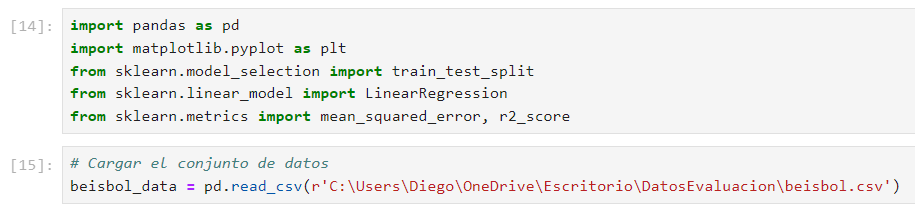 [14]: import pandas as pd
import matplotlib.pyplot as plt
from sklearn.model_selection import train_test_split
from sklearn.linear_model import LinearRegression
from sklearn.metrics import mean_squared_error, r2_score
[15]: # Cargar el conjunto de datos
beisbol_data = pd.read_csv(r'C:\Users\Diego\OneDrive\Escritorio\DatosEvaluacion\beisbol.csv')